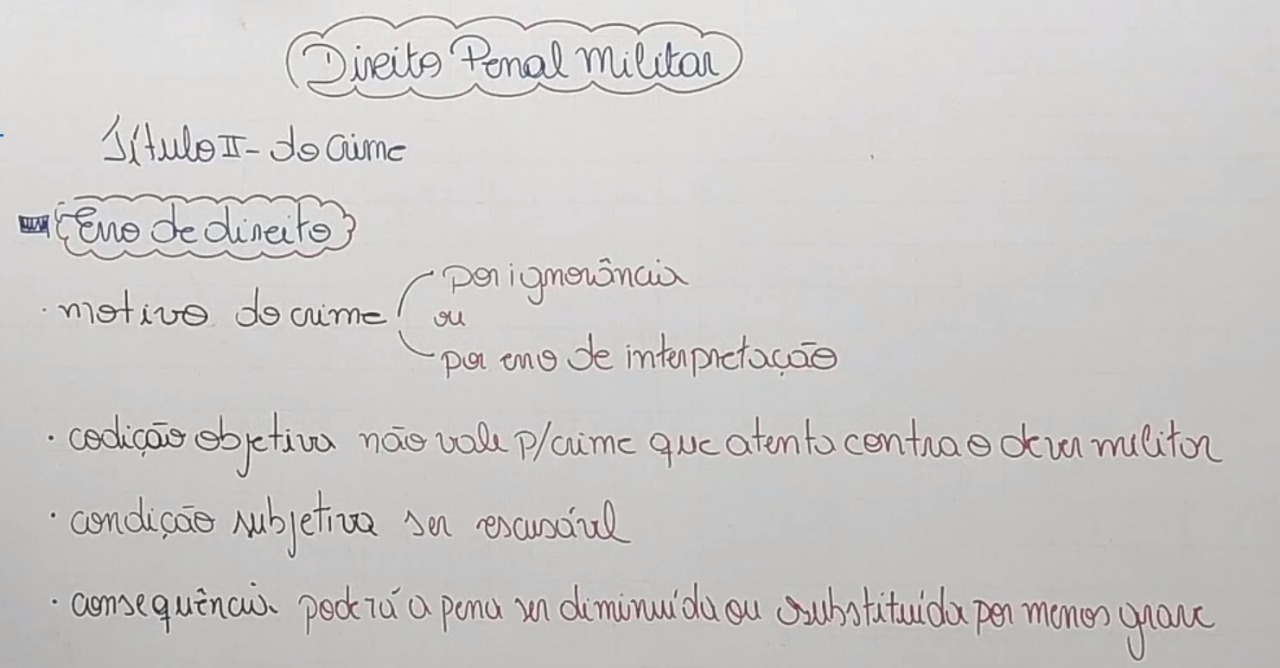 Direito Penal Militar
Título II - do crime
Erro de direito
por ignorância
· motivo do crime ou
por erro de interpretação
· codição objetiva não vale p/ crime que atenta contra o dever militar
· condição subjetiva ser escusável
· consequência poderá a pena ser diminuída ou substituída por menos grave